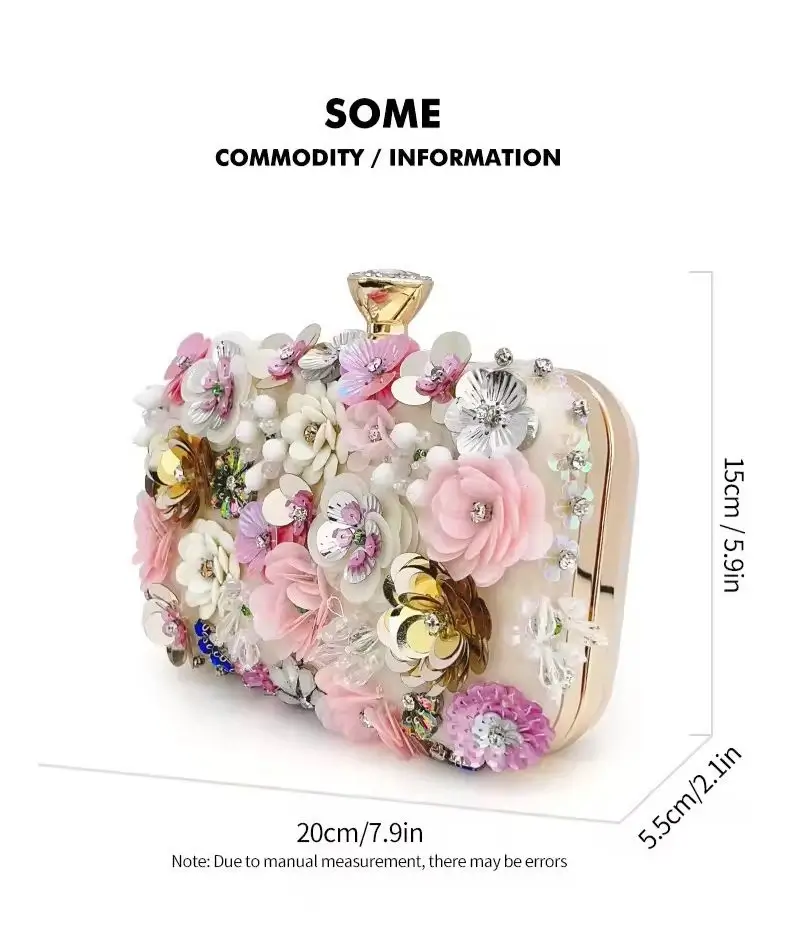 SOME
COMMODITY / INFORMATION
15cm / 5.9in
5.5cm/2.1in
20cm/7.9in
Note: Due to manual measurement, there may be errors